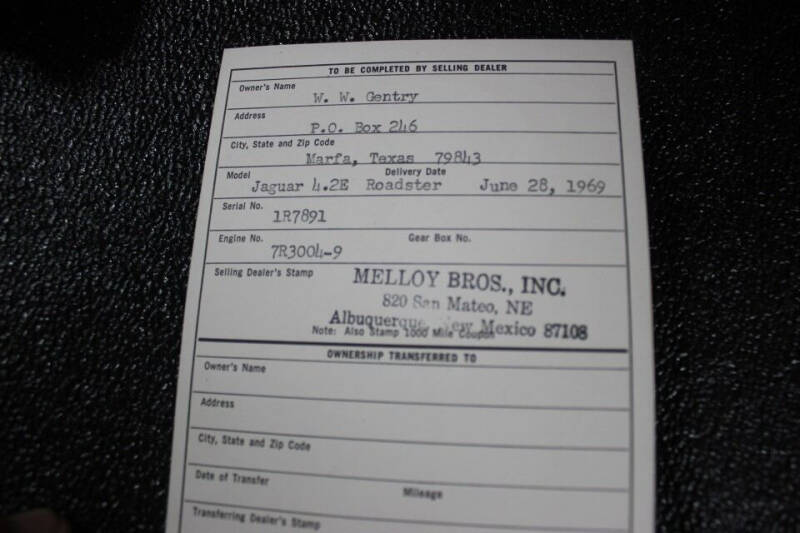 TO BE COMPLETED BY SELLING DEALER
Owner's Name
W. W. Gentry
Address
P.O. Box 246
City, State and Zip Code
Marfa, Texas 79843
Model Delivery Date
Jaguar 4.2E Roadster June 28, 1969
Serial No.
1R7891
Engine No. Gear Box No.
7R3004-9
Selling Dealer's Stamp
MELLOY BROS., INC.
820 San Mateo, NE
Albuquerque, New Mexico 87108
Note: Also Stamp 1000 Mile Coupon
OWNERSHIP TRANSFERRED TO
Owner's Name
Address
City, State and Zip Code
Date of Transfer Mileage
Transferring Dealer's Stamp